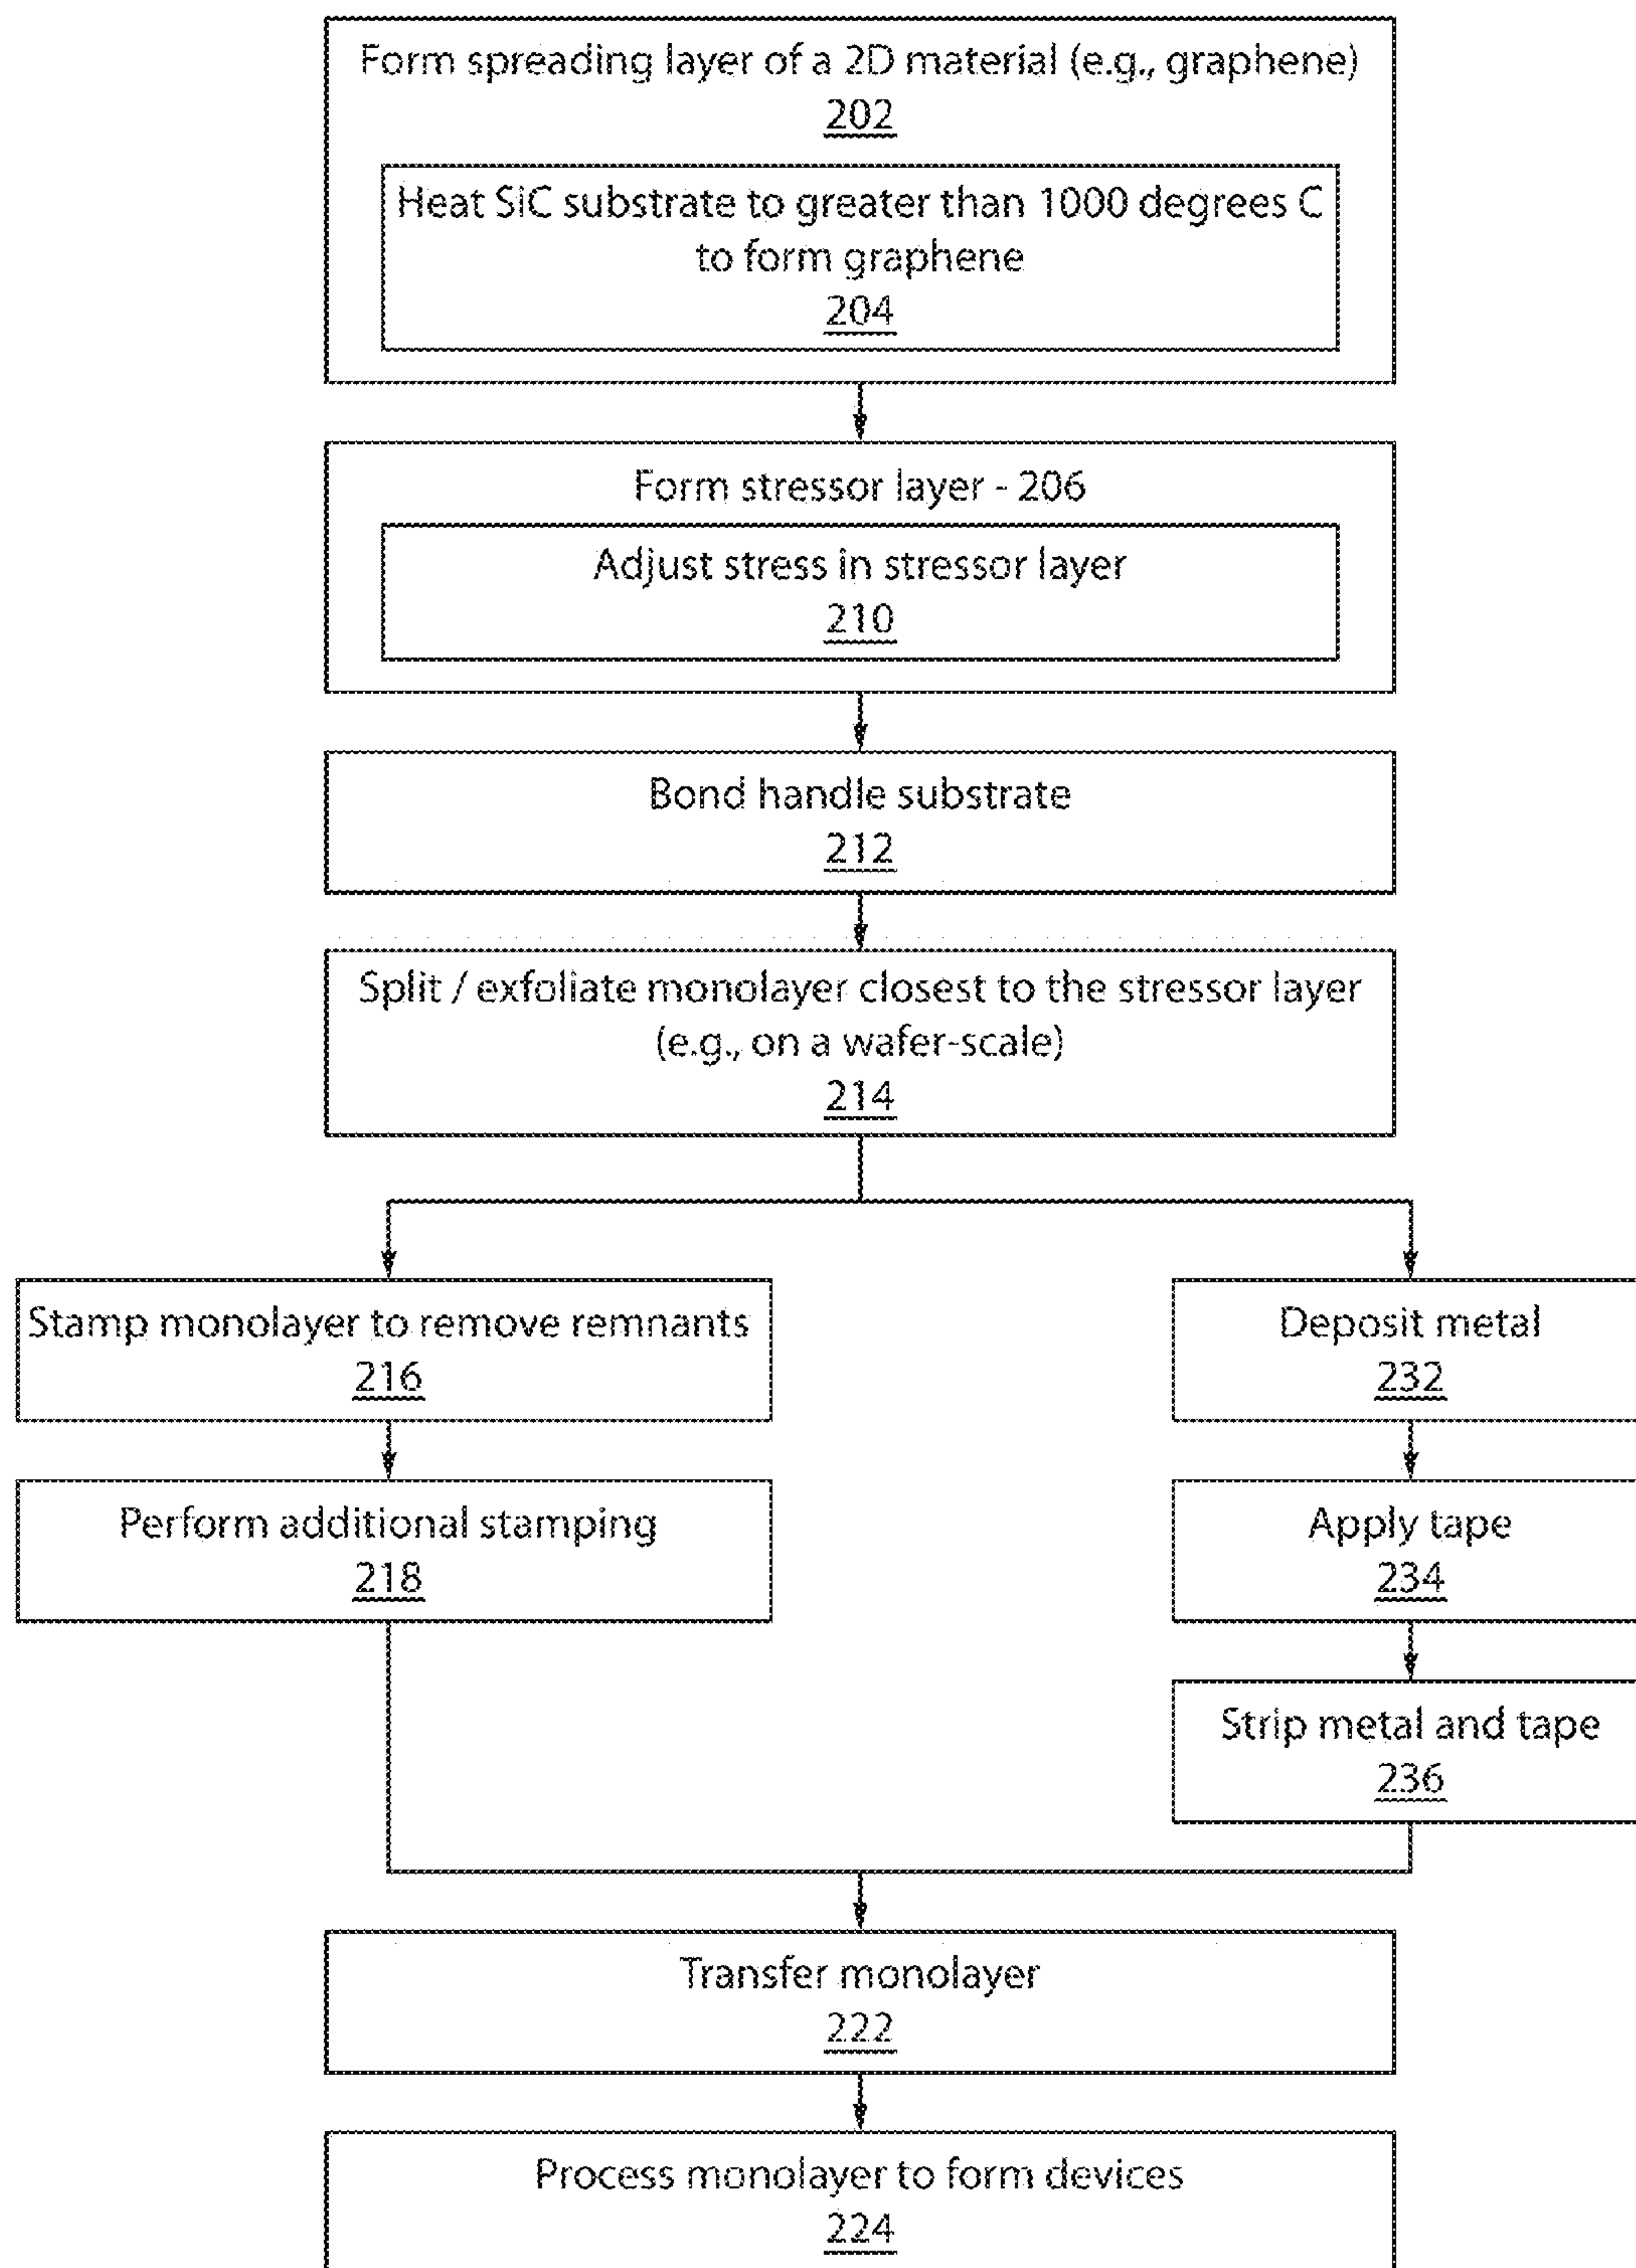 Form spreading layer of a 2D material (e.g., graphene)
202
Heat SiC substrate to greater than 1000 degrees C
to form graphene
204
Form stressor layer - 206
Adjust stress in stressor layer
210
Bond handle substrate
212
Split / exfoliate monolayer closest to the stressor layer
(e.g., on a wafer-scale)
214
Stamp monolayer to remove remnants
216
Perform additional stamping
218
Deposit metal
232
Apply tape
234
Strip metal and tape
236
Transfer monolayer
222
Process monolayer to form devices
224